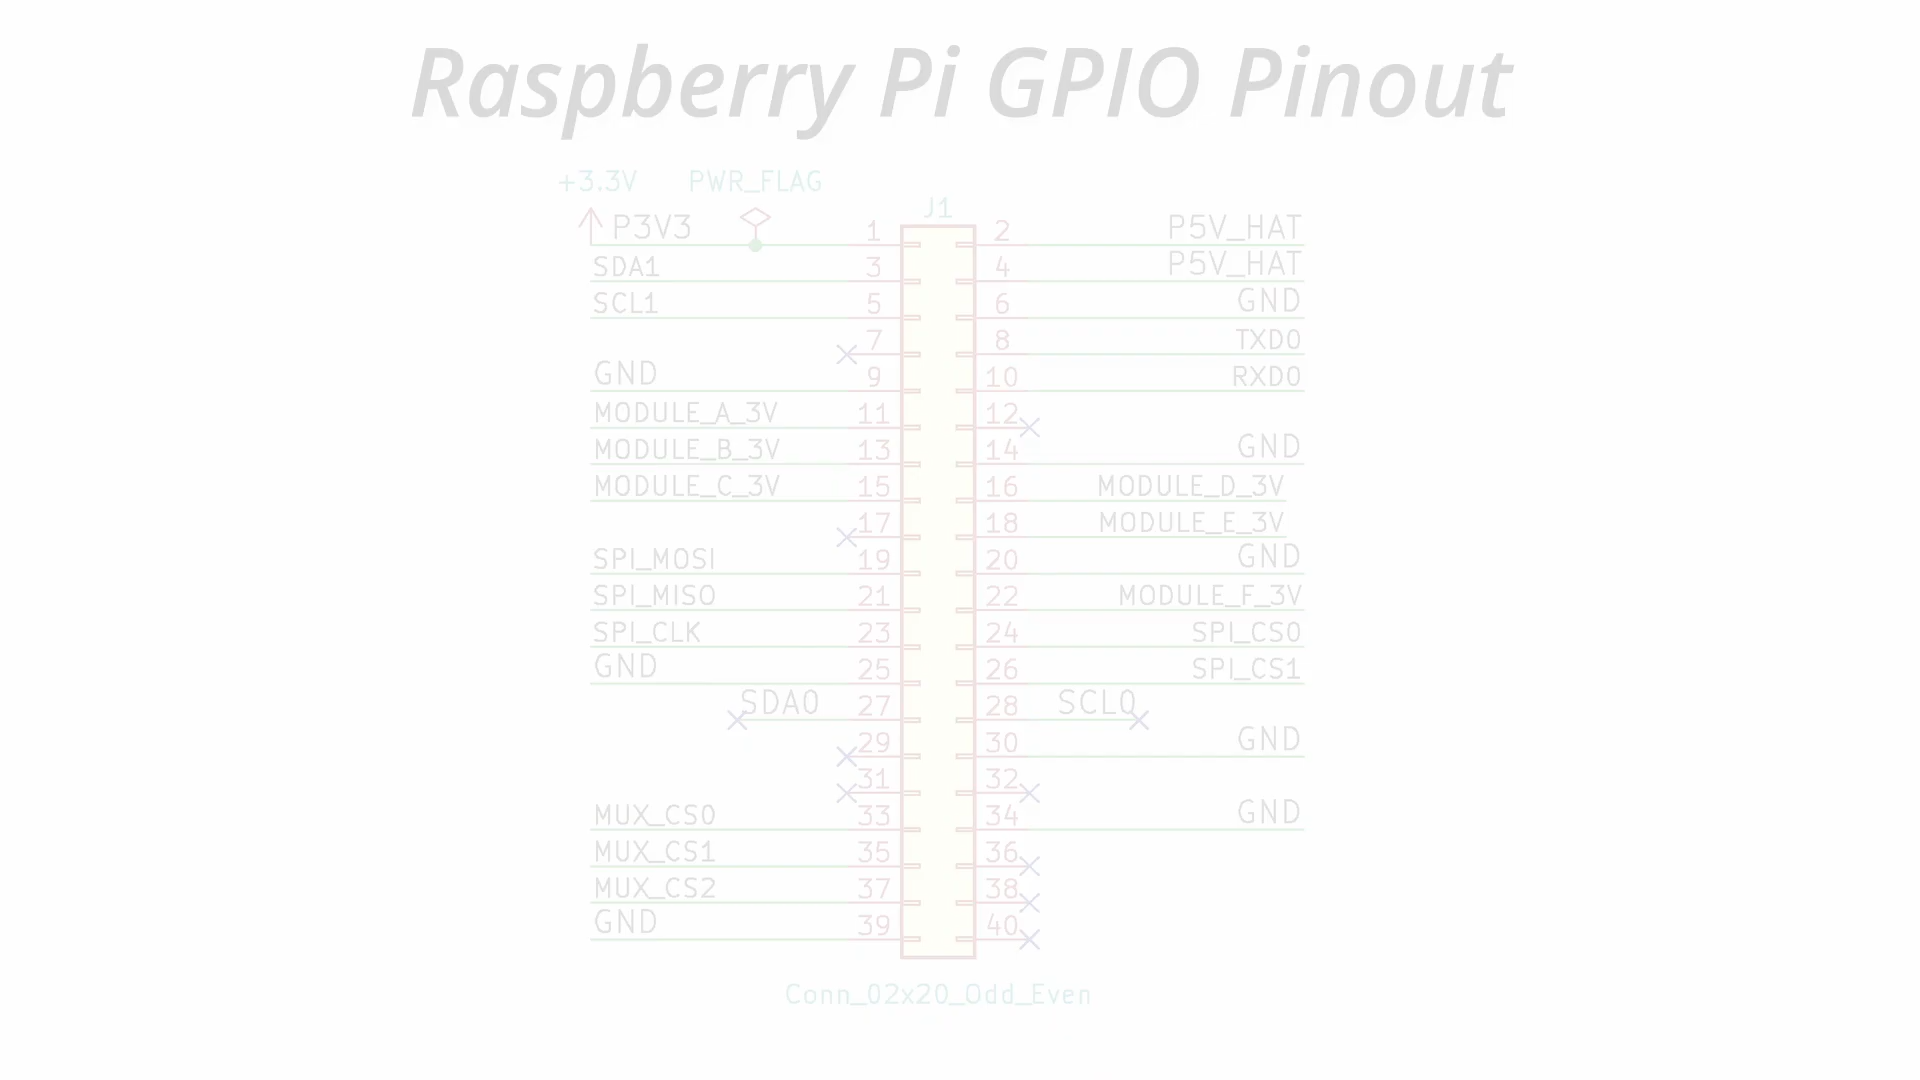 Raspberry Pi GPIO Pinout
+3.3V PWR_FLAG
J1
P3V3 1 2 P5V_HAT
SDA1 3 4 P5V_HAT
SCL1 5 6 GND
7 8 TXD0
GND 9 10 RXD0
MODULE_A_3V 11 12
MODULE_B_3V 13 14 GND
MODULE_C_3V 15 16 MODULE_D_3V
17 18 MODULE_E_3V
SPI_MOSI 19 20 GND
SPI_MISO 21 22 MODULE_F_3V
SPI_CLK 23 24 SPI_CS0
GND 25 26 SPI_CS1
SDA0 27 28 SCL0
29 30 GND
31 32
MUX_CS0 33 34 GND
MUX_CS1 35 36
MUX_CS2 37 38
GND 39 40
Conn_02x20_Odd_Even